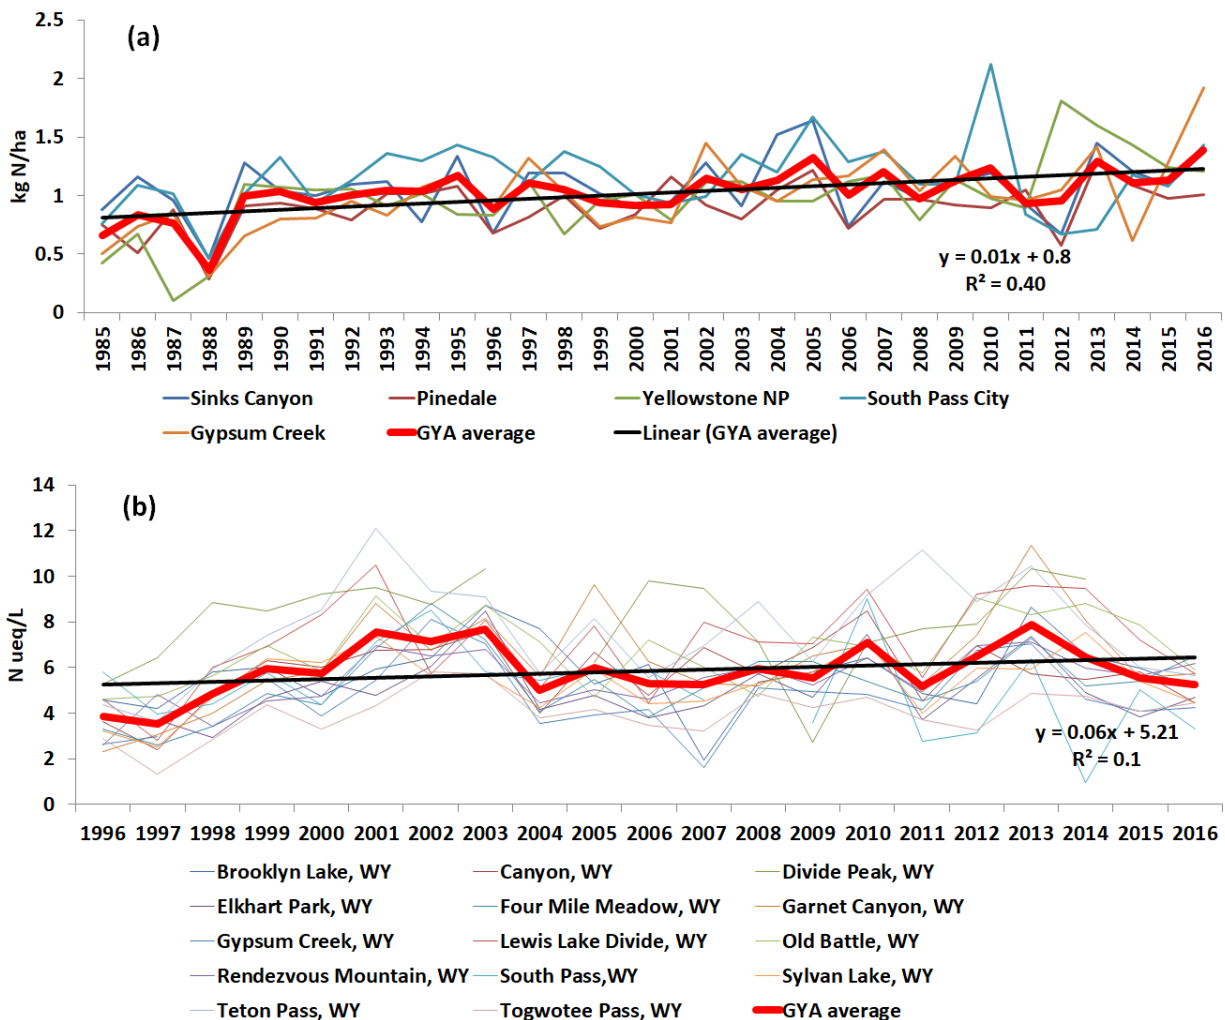 (a)
kg N/ha
2.5
2
1.5
1
0.5
0
y = 0.01x + 0.8
R² = 0.40
1985 1986 1987 1988 1989 1990 1991 1992 1993 1994 1995 1996 1997 1998 1999 2000 2001 2002 2003 2004 2005 2006 2007 2008 2009 2010 2011 2012 2013 2014 2015 2016
Sinks Canyon Pinedale Yellowstone NP South Pass City
Gypsum Creek GYA average Linear (GYA average)
(b)
N ueq/L
14
12
10
8
6
4
2
0
y = 0.06x + 5.21
R² = 0.1
1996 1997 1998 1999 2000 2001 2002 2003 2004 2005 2006 2007 2008 2009 2010 2011 2012 2013 2014 2015 2016
Brooklyn Lake, WY Canyon, WY Divide Peak, WY
Elkhart Park, WY Four Mile Meadow, WY Garnet Canyon, WY
Gypsum Creek, WY Lewis Lake Divide, WY Old Battle, WY
Rendezvous Mountain, WY South Pass,WY Sylvan Lake, WY
Teton Pass, WY Togwotee Pass, WY GYA average